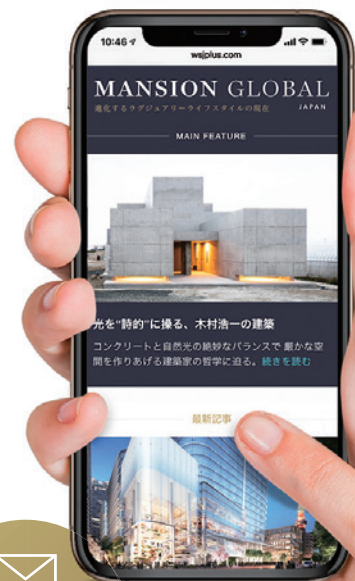 10:46
wsjplus.com
MANSION GLOBAL
進化するラグジュアリーライフスタイルの現在 JAPAN
MAIN FEATURE
光を“詩的”に操る、木村浩一の建築
コンクリートと自然光の絶妙なバランスで 厳かな空
間を作りあげる建築家の哲学に迫る。続きを読む
最新記事